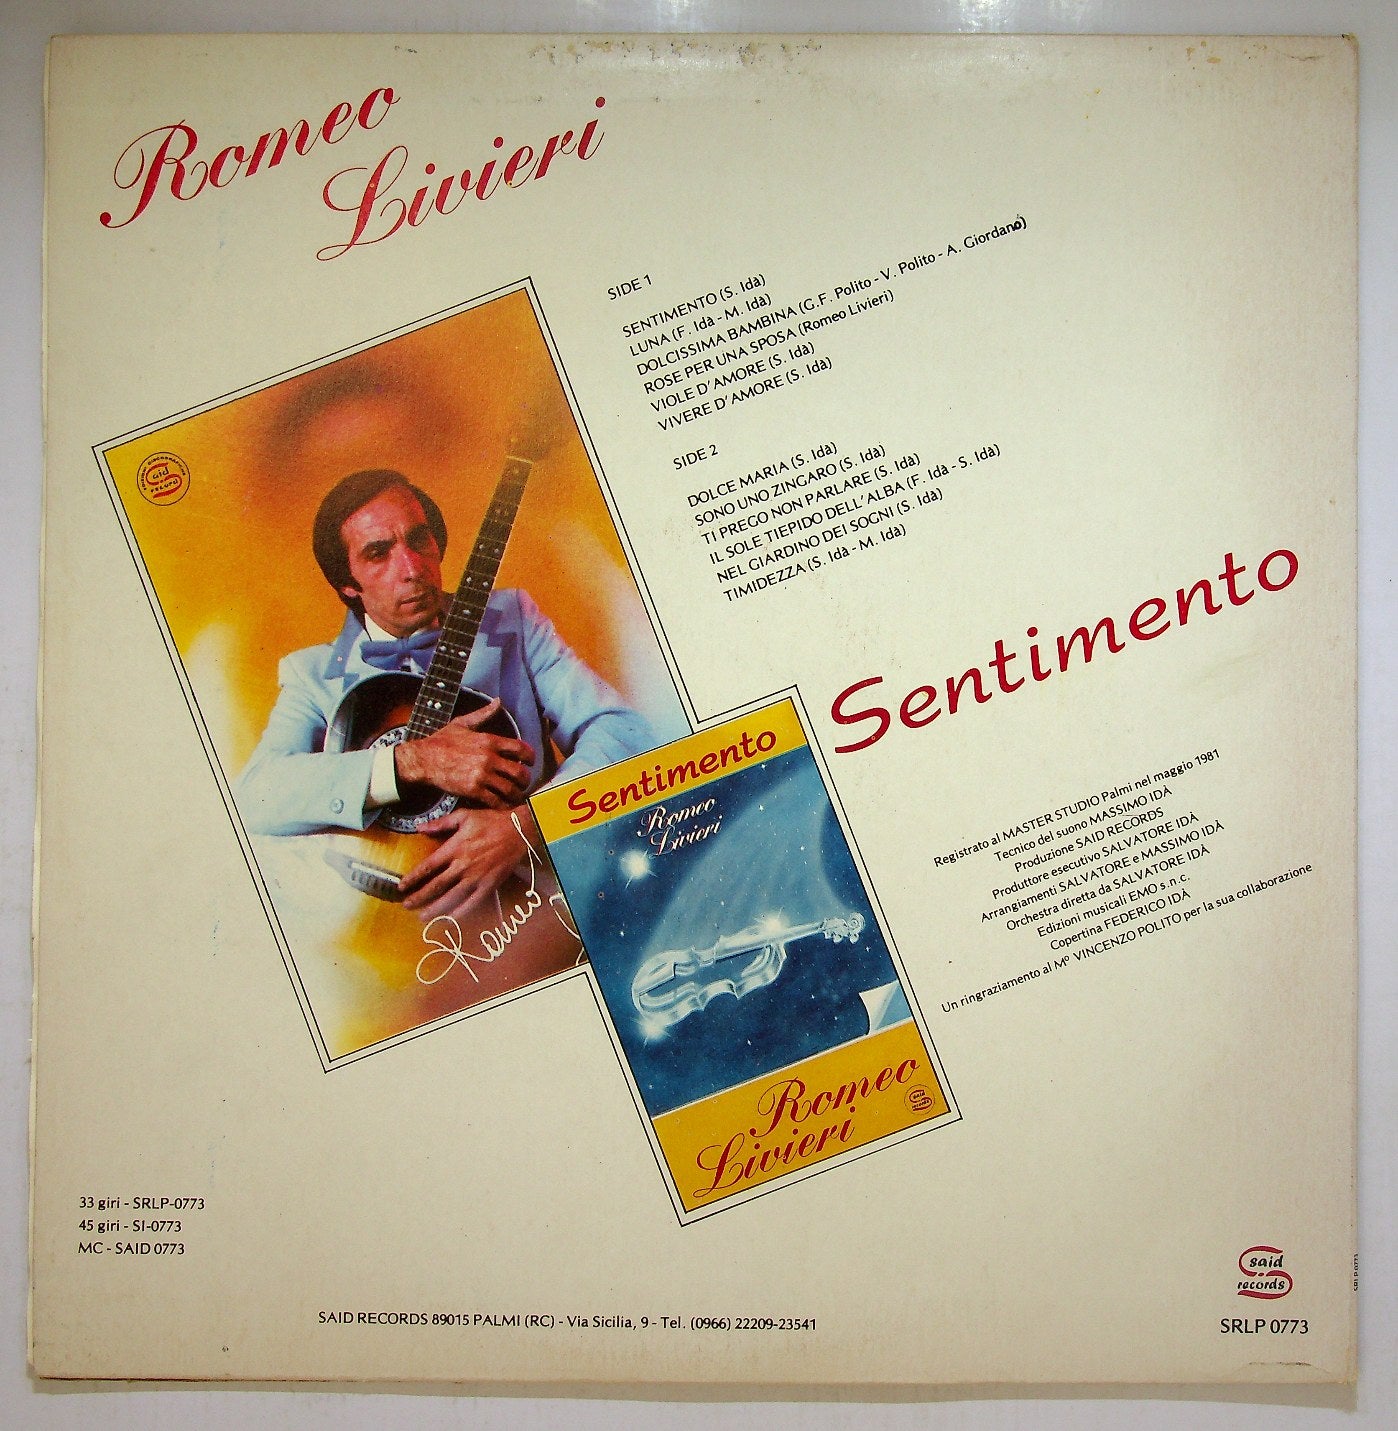 Romeo
Livieri
SIDE 1
SENTIMENTO (S. Idà)
LUNA (F. Idà - M. Idà)
DOLCISSIMA BAMBINA (G.F. Polito - V. Polito - A. Giordano)
ROSE PER UNA SPOSA (Romeo Livieri)
VIOLE D'AMORE (S. Idà)
VIVERE D'AMORE (S. Idà)
SIDE 2
DOLCE MARIA (S. Idà)
SONO UNO ZINGARO (S. Idà)
TI PREGO NON PARLARE (S. Idà)
IL SOLE TIEPIDO DELL'ALBA (F. Idà - S. Idà)
NEL GIARDINO DEI SOGNI (S. Idà)
TIMIDEZZA (S. Idà - M. Idà)
Sentimento
said
record
Romeo
Sentimento
Romeo
Livieri
Romeo
Livieri
said
records
Registrato al MASTER STUDIO Palmi nel maggio 1981
Tecnico del suono MASSIMO IDÀ
Produzione SAID RECORDS
Produttore esecutivo SALVATORE IDÀ
Arrangiamenti SALVATORE e MASSIMO IDÀ
Orchestra diretta da SALVATORE IDÀ
Edizioni musicali EMO s.n.c.
Copertina FEDERICO IDÀ
Un ringraziamento al Mº VINCENZO POLITO per la sua collaborazione
33 giri - SRLP-0773
45 giri - SI-0773
MC - SAID 0773
SAID RECORDS 89015 PALMI (RC) - Via Sicilia, 9 - Tel. (0966) 22209-23541
said
records
SRLP 0773